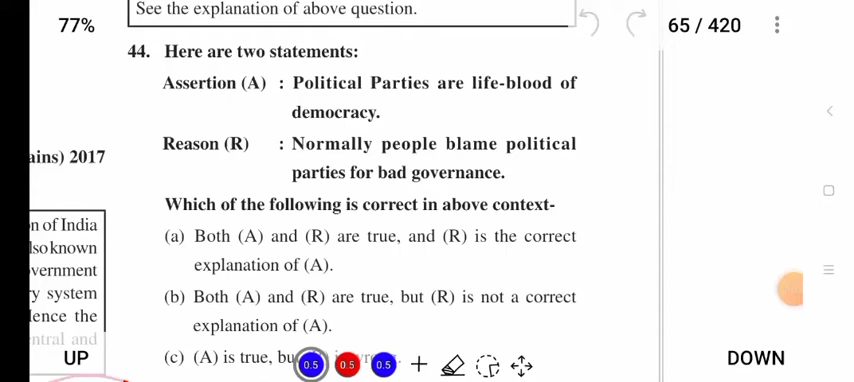 See the explanation of above question.
77%
65 / 420
44. Here are two statements:
Assertion (A) : Political Parties are life-blood of
democracy.
Reason (R) : Normally people blame political
parties for bad governance.
ains) 2017
Which of the following is correct in above context-
(a) Both (A) and (R) are true, and (R) is the correct
explanation of (A).
(b) Both (A) and (R) are true, but (R) is not a correct
explanation of (A).
(c) (A) is true, bu
n of India
lso known
vernment
ry system
lence the
ntral and
UP
0.5 0.5 0.5
DOWN